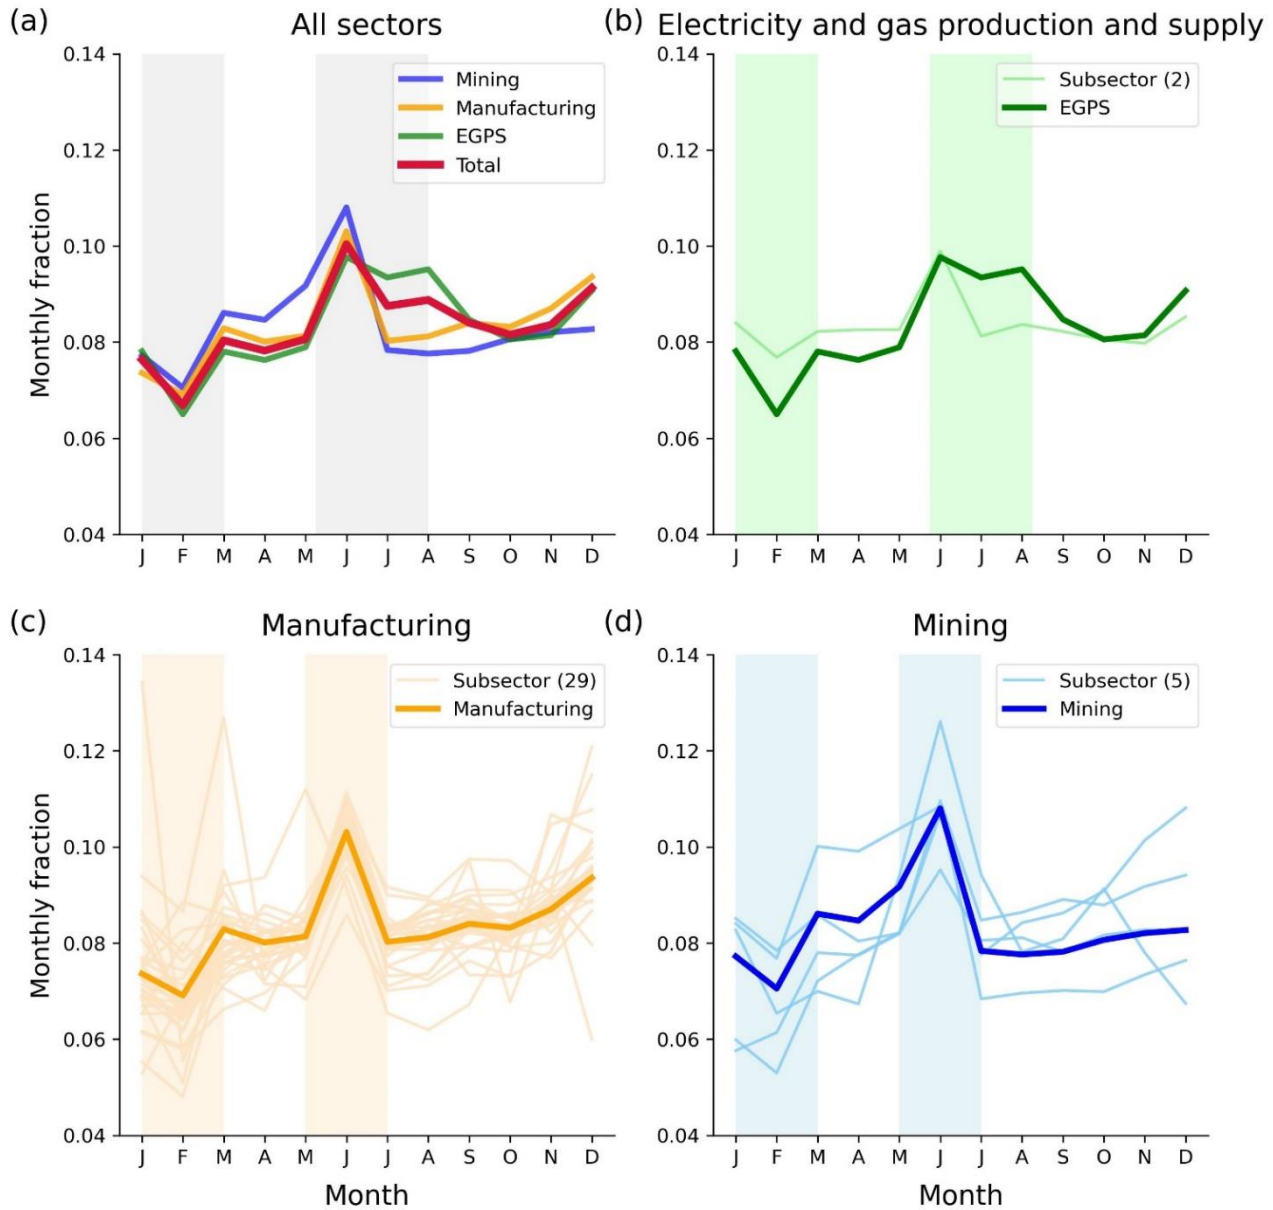 (a) All sectors
0.14
0.12
0.10
0.08
0.06
0.04
Monthly fraction
Mining
Manufacturing
EGPS
Total
J F M A M J J A S O N D
(b) Electricity and gas production and supply
0.14
0.12
0.10
0.08
0.06
0.04
Subsector (2)
EGPS
J F M A M J J A S O N D
(c) Manufacturing
0.14
0.12
0.10
0.08
0.06
0.04
Monthly fraction
Subsector (29)
Manufacturing
J F M A M J J A S O N D
Month
(d) Mining
0.14
0.12
0.10
0.08
0.06
0.04
Subsector (5)
Mining
J F M A M J J A S O N D
Month